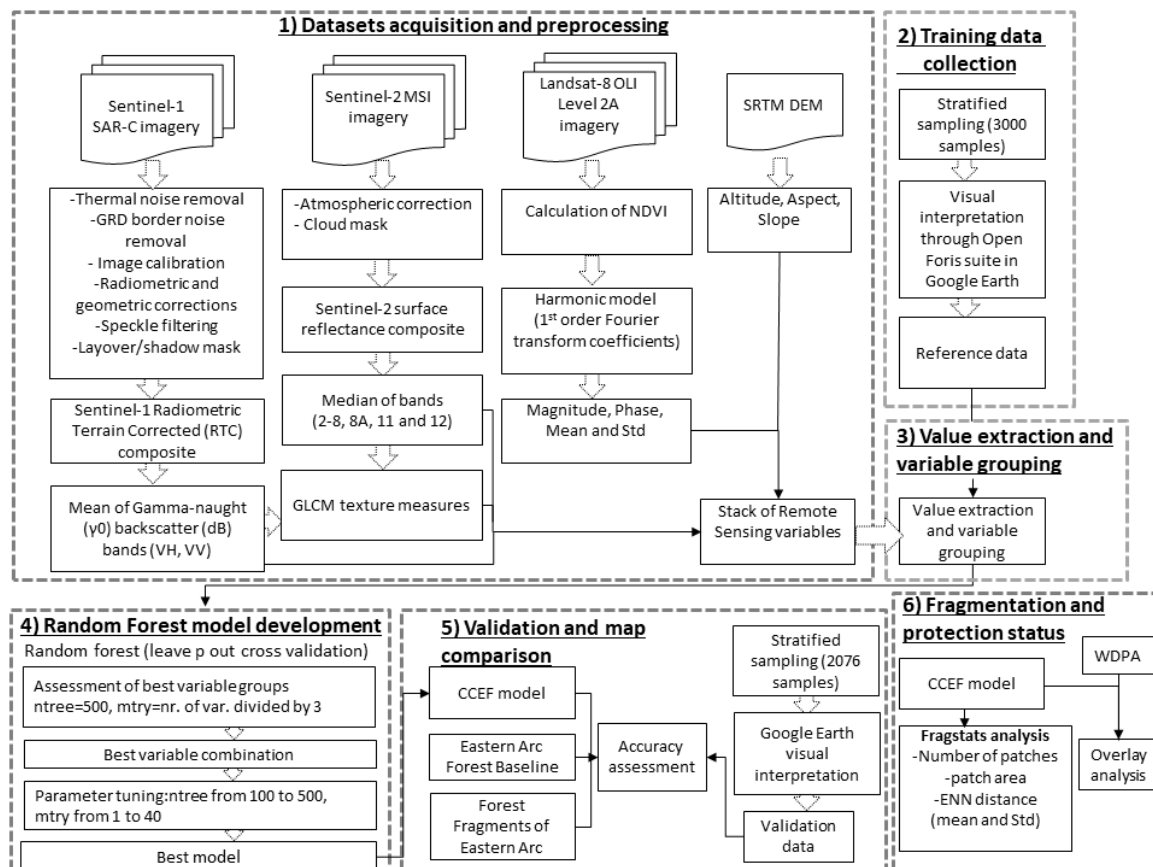 1) Datasets acquisition and preprocessing
Sentinel-1
SAR-C imagery
Sentinel-2 MSI
imagery
Landsat-8 OLI
Level 2A
imagery
SRTM DEM
-Thermal noise removal
-GRD border noise
removal
- Image calibration
-Radiometric and
geometric corrections
-Speckle filtering
-Layover/shadow mask
-Atmospheric correction
- Cloud mask
Calculation of NDVI
Altitude, Aspect,
Slope
Sentinel-2 surface
reflectance composite
Harmonic model
(1st order Fourier
transform coefficients)
Sentinel-1 Radiometric
Terrain Corrected (RTC)
composite
Median of bands
(2-8, 8A, 11 and 12)
Magnitude, Phase,
Mean and Std
Mean of Gamma-naught
(γ0) backscatter (dB)
bands (VH, VV)
GLCM texture measures
Stack of Remote
Sensing variables
2) Training data
collection
Stratified
sampling (3000
samples)
Visual
interpretation
through Open
Foris suite in
Google Earth
Reference data
3) Value extraction and
variable grouping
Value extraction
and variable
grouping
4) Random Forest model development
Random forest (leave p out cross validation)
Assessment of best variable groups
ntree=500, mtry=nr. of var. divided by 3
Best variable combination
Parameter tuning:ntree from 100 to 500,
mtry from 1 to 40
Best model
5) Validation and map
comparison
CCEF model
Eastern Arc
Forest Baseline
Forest
Fragments of
Eastern Arc
Accuracy
assessment
Stratified
sampling (2076
samples)
Google Earth
visual
interpretation
Validation
data
6) Fragmentation and
protection status
WDPA
CCEF model
Fragstats analysis
-Number of patches
-patch area
-ENN distance
(mean and Std)
Overlay
analysis